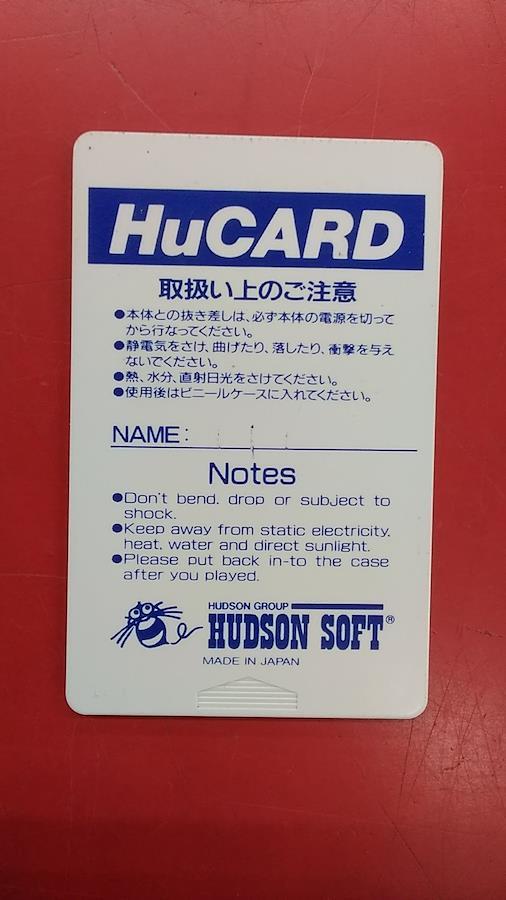 HuCARD
取扱い上のご注意
●本体との抜き差しは、必ず本体の電源を切って
から行なってください。
●静電気をさけ、曲げたり、落したり、衝撃を与え
ないでください。
●熱、水分、直射日光をさけてください。
●使用後はビニールケースに入れてください。
NAME:
Notes
●Don't bend, drop or subject to
shock.
●Keep away from static electricity,
heat, water and direct sunlight.
●Please put back in-to the case
after you played.
HUDSON GROUP
HUDSON SOFT®
MADE IN JAPAN